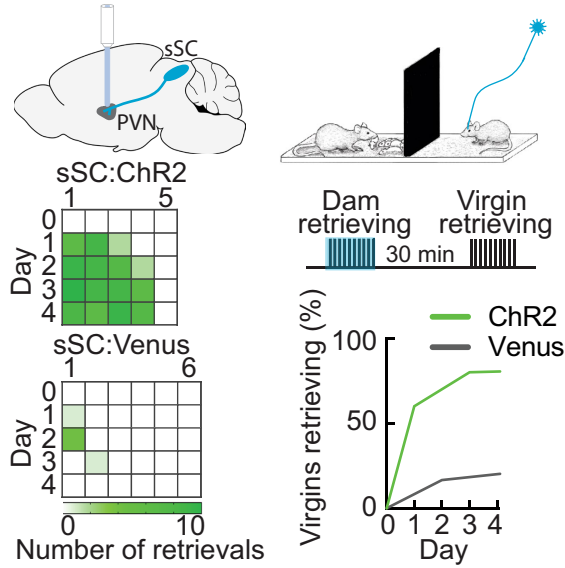 sSC
PVN
sSC:ChR2
1 5
Day
0
1
2
3
4
sSC:Venus
1 6
Day
0
1
2
3
4
0 10
Number of retrievals
Dam
retrieving
Virgin
retrieving
30 min
ChR2
Venus
Virgins retrieving (%)
100
50
0
0 1 2 3 4
Day